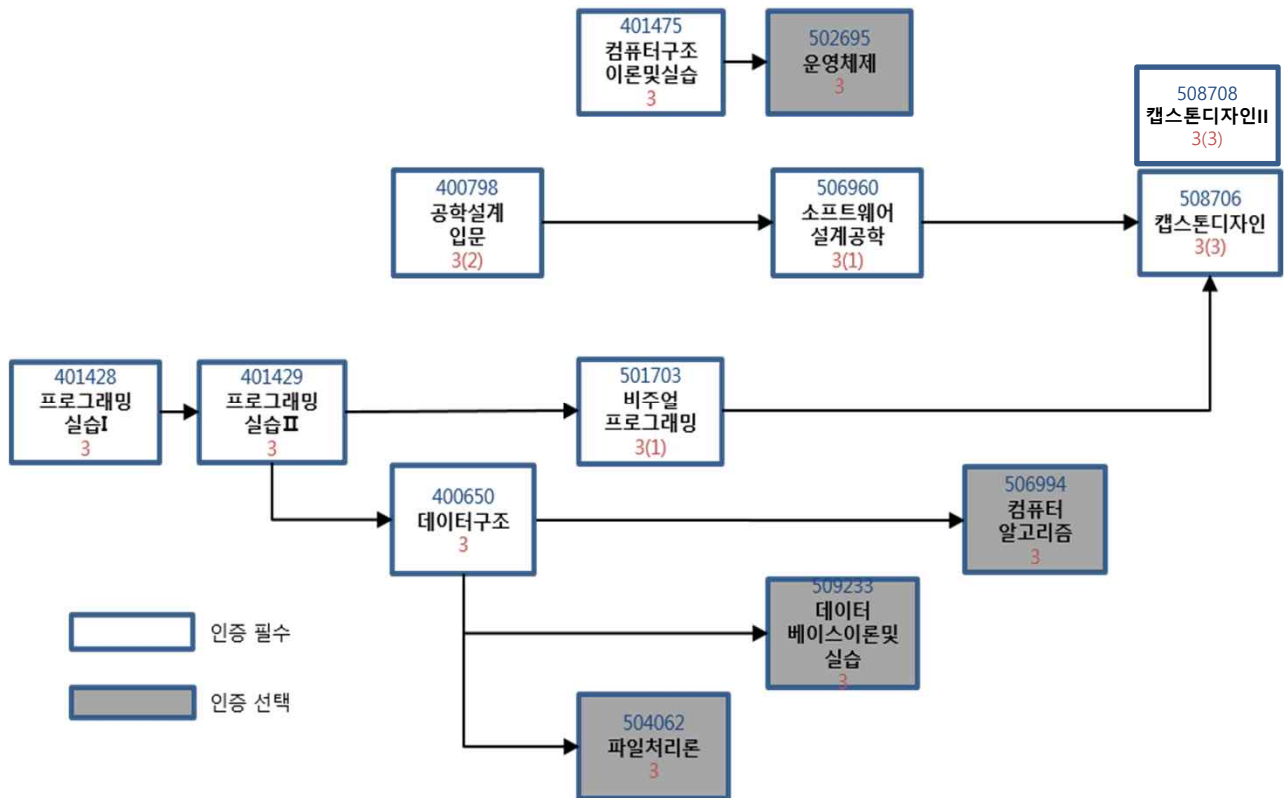 401475
컴퓨터구조
이론및실습
3
502695
운영체제
3
508708
캡스톤디자인II
3(3)
400798
공학설계
입문
3(2)
506960
소프트웨어
설계공학
3(1)
508706
캡스톤디자인
3(3)
401428
프로그래밍
실습I
3
401429
프로그래밍
실습Ⅱ
3
501703
비주얼
프로그래밍
3(1)
400650
데이터구조
3
506994
컴퓨터
알고리즘
3
509233
데이터
베이스이론및
실습
3
504062
파일처리론
3
인증 필수
인증 선택